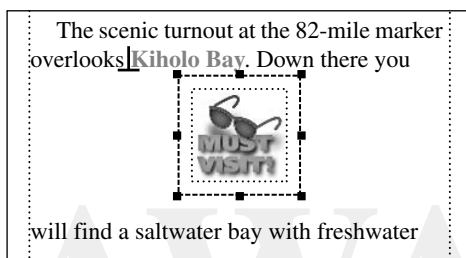 The scenic turnout at the 82-mile marker
overlooks Kiholo Bay. Down there you
MUST
VISIT!
will find a saltwater bay with freshwater